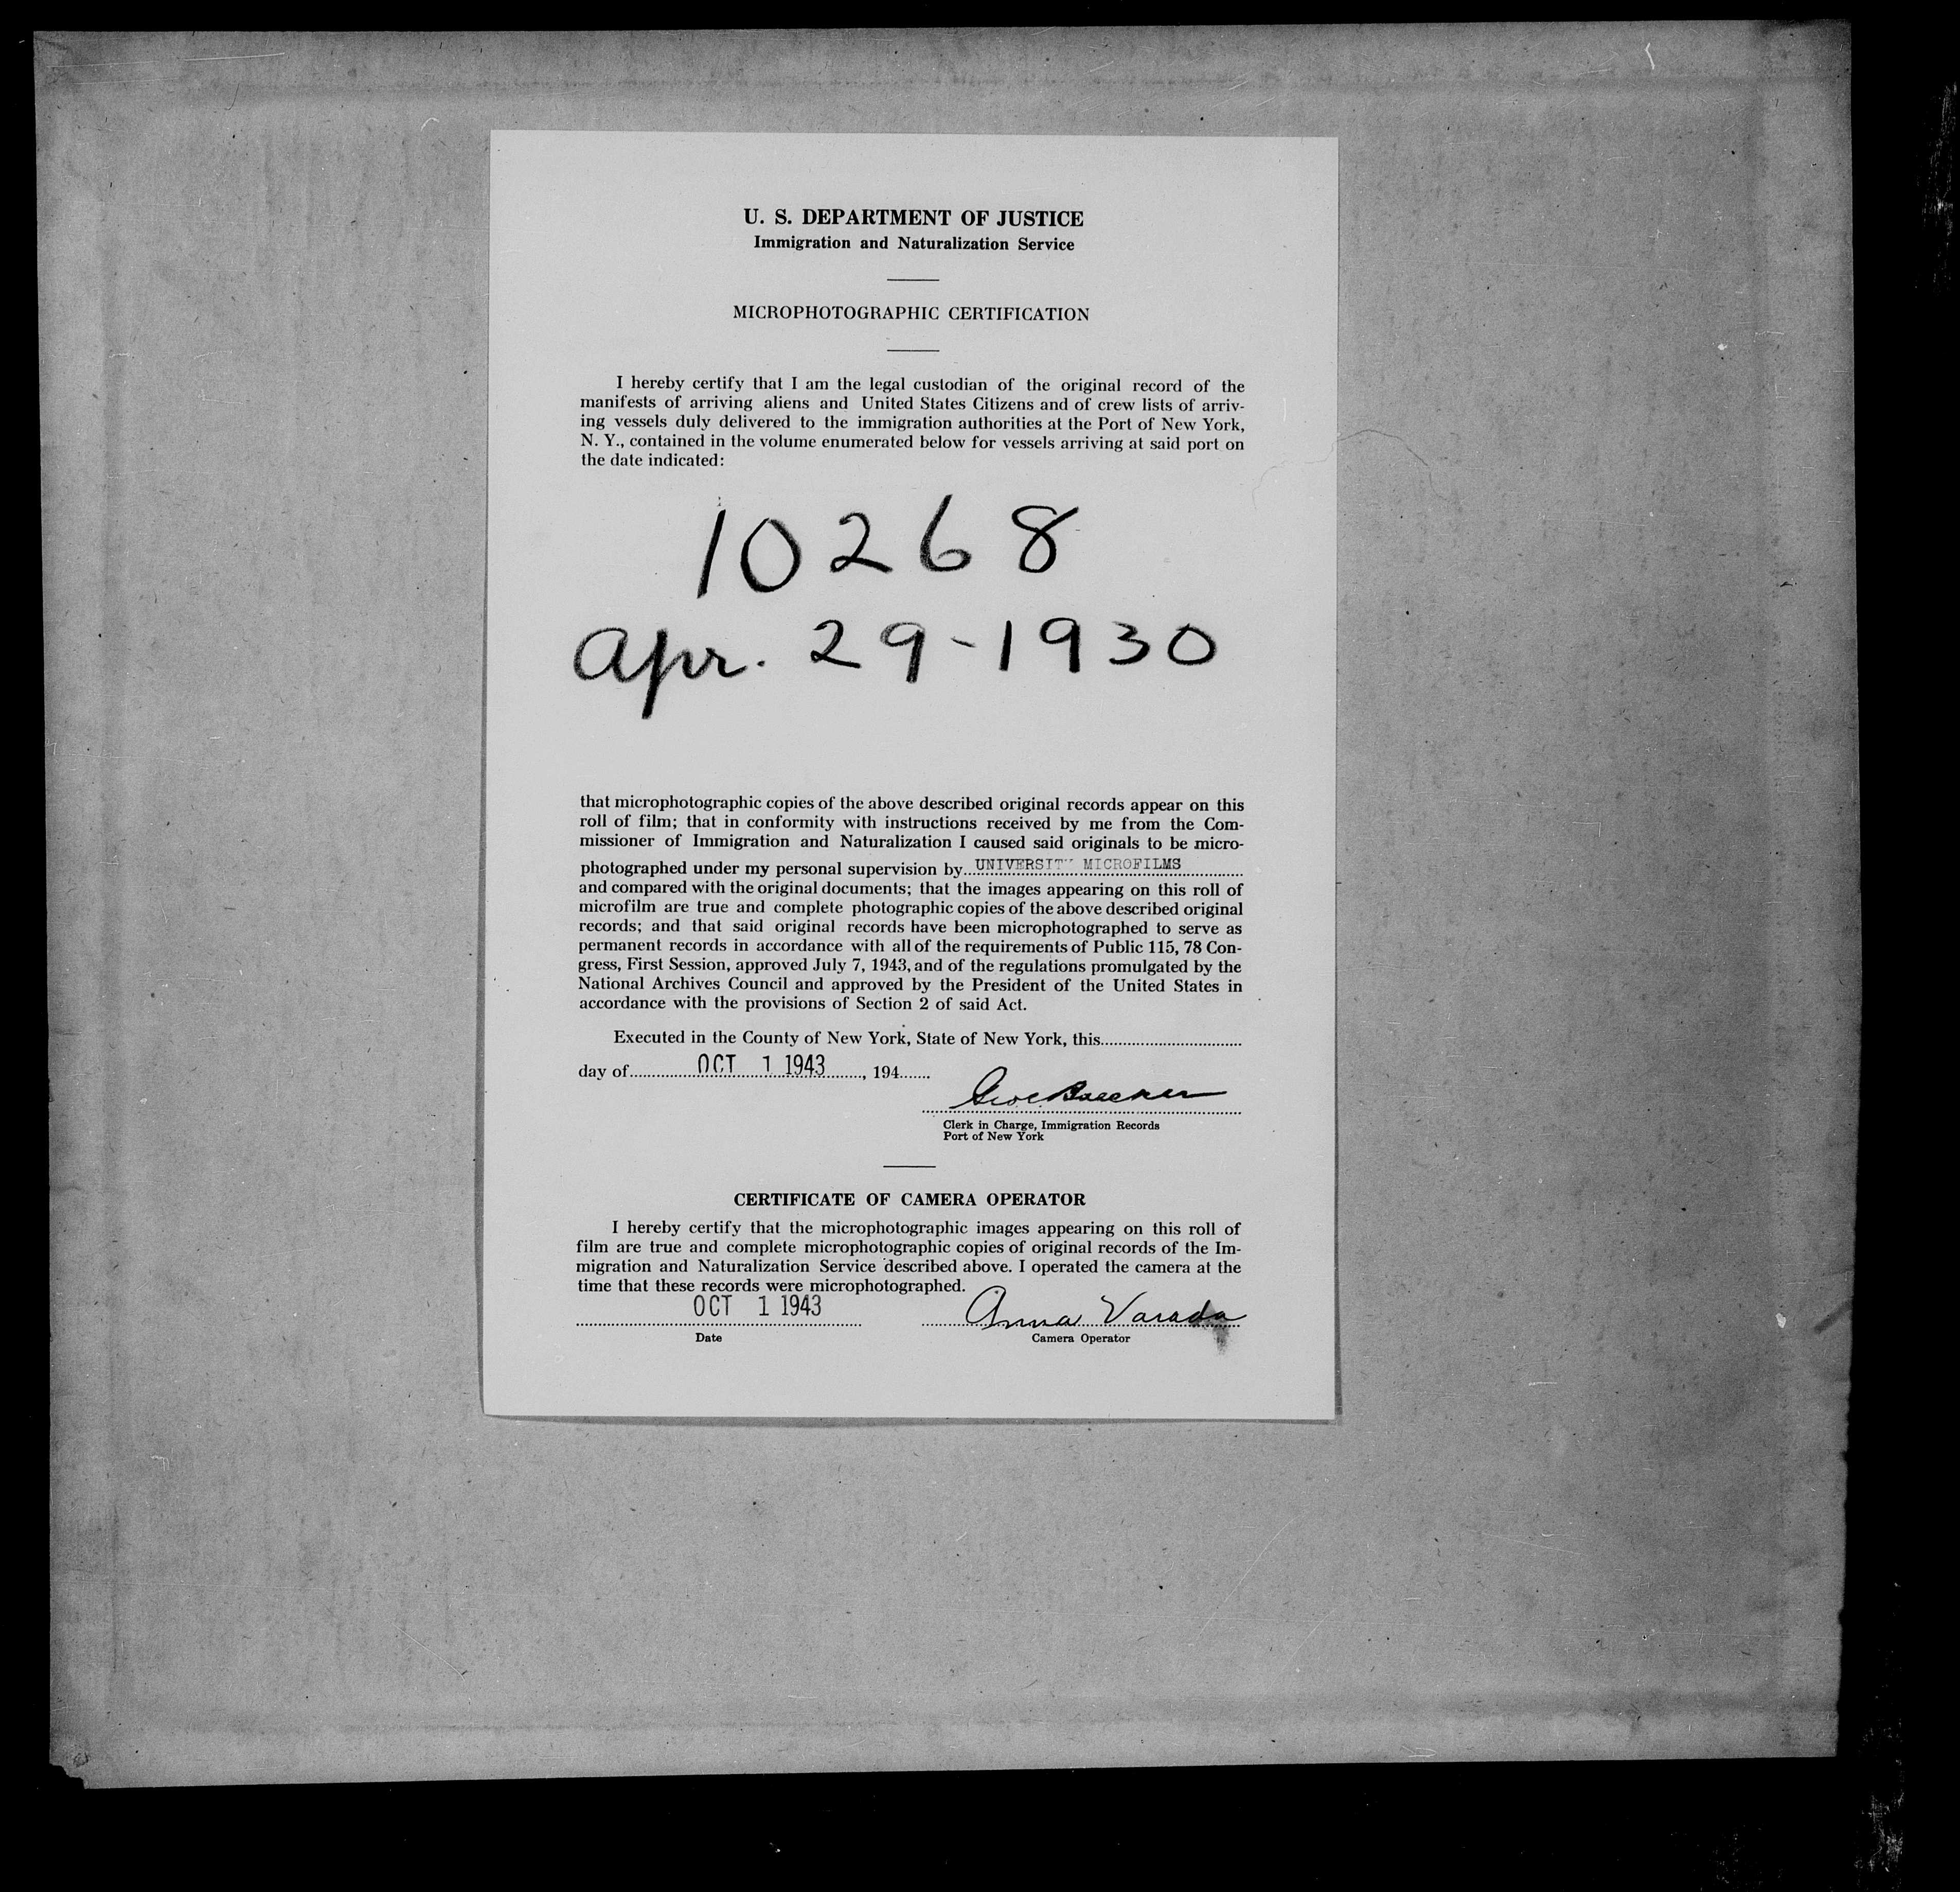 U. S. DEPARTMENT OF JUSTICE
Immigration and Naturalization Service
MICROPHOTOGRAPHIC CERTIFICATION
I hereby certify that I am the legal custodian of the original record of the
manifests of arriving aliens and United States Citizens and of crew lists of arriv-
ing vessels duly delivered to the immigration authorities at the Port of New York,
N. Y., contained in the volume enumerated below for vessels arriving at said port on
the date indicated:
10268
Apr. 29-1930
that microphotographic copies of the above described original records appear on this
roll of film; that in conformity with instructions received by me from the Com-
missioner of Immigration and Naturalization I caused said originals to be micro-
photographed under my personal supervision by UNIVERSITY MICROFILMS
and compared with the original documents; that the images appearing on this roll of
microfilm are true and complete photographic copies of the above described original
records; and that said original records have been microphotographed to serve as
permanent records in accordance with all of the requirements of Public 115, 78 Con-
gress, First Session, approved July 7, 1943, and of the regulations promulgated by the
National Archives Council and approved by the President of the United States in
accordance with the provisions of Section 2 of said Act.
Executed in the County of New York, State of New York, this
day of OCT 1 1943, 194
Clerk in Charge, Immigration Records
Port of New York
CERTIFICATE OF CAMERA OPERATOR
I hereby certify that the microphotographic images appearing on this roll of
film are true and complete microphotographic copies of original records of the Im-
migration and Naturalization Service described above. I operated the camera at the
time that these records were microphotographed.
OCT 1 1943 Anna Varada
Date Camera Operator